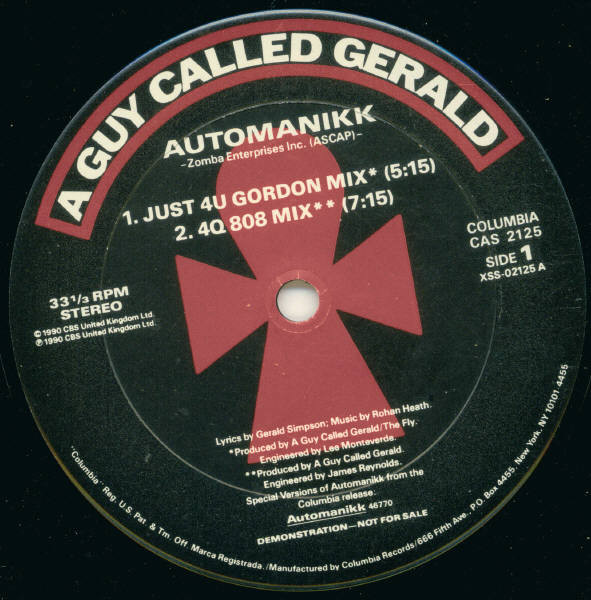 A GUY CALLED GERALD
AUTOMANIKK
-Zomba Enterprises Inc. (ASCAP)-
1. JUST 4U GORDON MIX* (5:15)
2. 4Q 808 MIX** (7:15)
COLUMBIA
CAS 2125
SIDE 1
XSS-02125 A
33 1/3 RPM
STEREO
© 1990 CBS United Kingdom Ltd.
℗ 1990 CBS United Kingdom Ltd.
Lyrics by Gerald Simpson; Music by Rohan Heath.
*Produced by A Guy Called Gerald/The Fly.
Engineered by Lee Monteverde.
**Produced by A Guy Called Gerald.
Engineered by James Reynolds.
Special Versions of Automanikk from the
Columbia release:
Automanikk 46770
DEMONSTRATION—NOT FOR SALE
"Columbia" Reg. U.S. Pat. & Tm. Off. Marca Registrada./Manufactured by Columbia Records/666 Fifth Ave., P.O. Box 4455, New York, NY 10101-4455